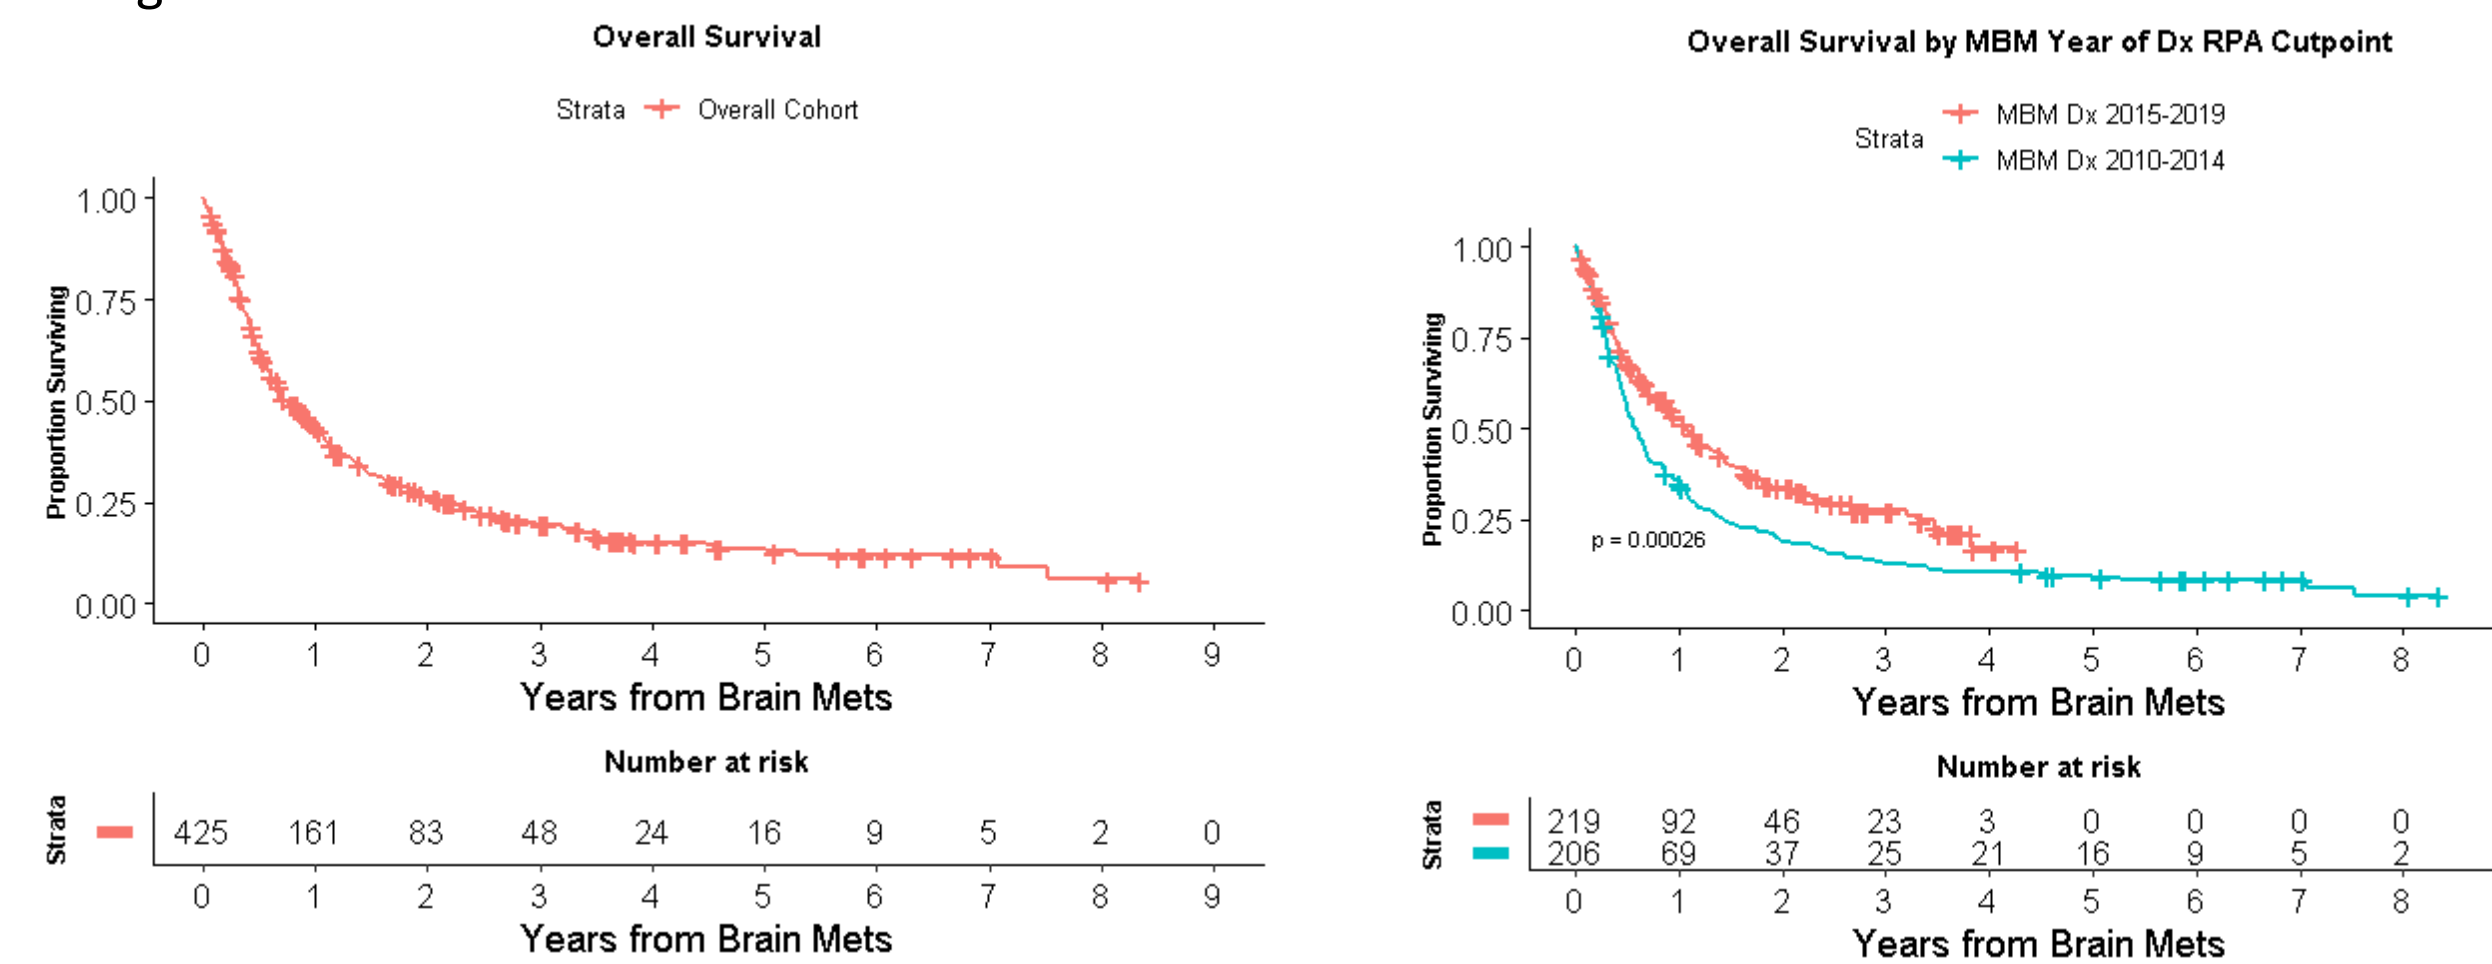 Overall Survival
Strata Overall Cohort
Proportion Surviving
1.00
0.75
0.50
0.25
0.00
0 1 2 3 4 5 6 7 8 9
Years from Brain Mets
Number at risk
Strata
425 161 83 48 24 16 9 5 2 0
0 1 2 3 4 5 6 7 8 9
Years from Brain Mets
Overall Survival by MBM Year of Dx RPA Cutpoint
Strata
MBM Dx 2015-2019
MBM Dx 2010-2014
Proportion Surviving
1.00
0.75
0.50
0.25
0.00
p = 0.00026
0 1 2 3 4 5 6 7 8
Years from Brain Mets
Number at risk
Strata
219 92 46 23 3 0 0 0 0
206 69 37 25 21 16 9 5 2
0 1 2 3 4 5 6 7 8
Years from Brain Mets